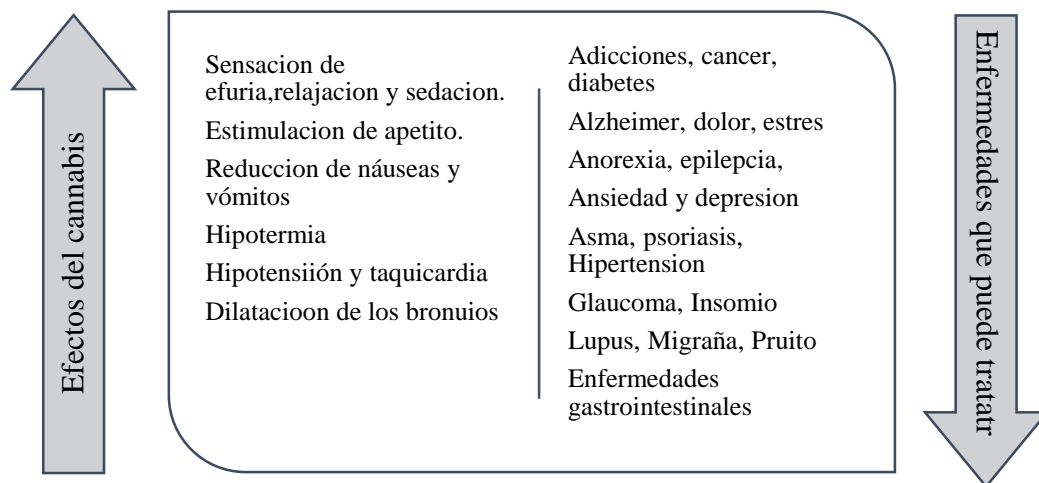 Efectos del cannabis
Sensacion de
efuria,relajacion y sedacion.
Estimulacion de apetito.
Reduccion de náuseas y
vómitos
Hipotermia
Hipotensiión y taquicardia
Dilatacioon de los bronuios
Adicciones, cancer,
diabetes
Alzheimer, dolor, estres
Anorexia, epilepcia,
Ansiedad y depresion
Asma, psoriasis,
Hipertension
Glaucoma, Insomio
Lupus, Migraña, Pruito
Enfermedades
gastrointestinales
Enfermedades que puede tratatr